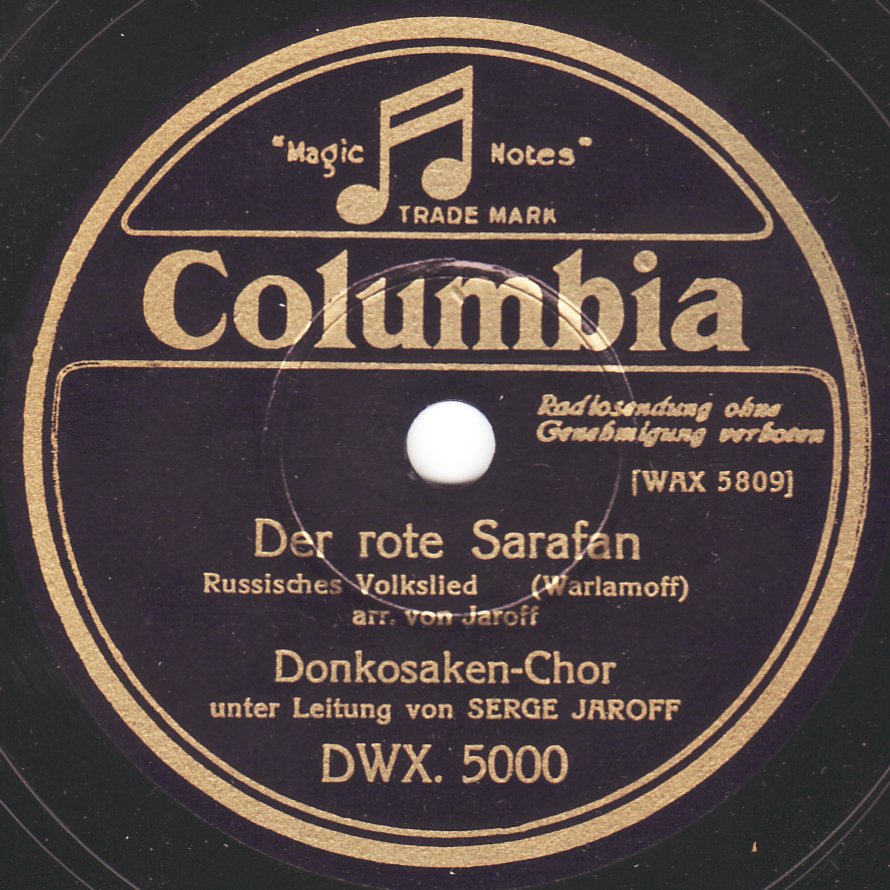 "Magic Notes"
TRADE MARK
Columbia
Radiosendung ohne
Genehmigung verboten
[WAX 5809]
Der rote Sarafan
Russisches Volkslied (Warlamoff)
arr. von Jaroff
Donkosaken-Chor
unter Leitung von SERGE JAROFF
DWX. 5000